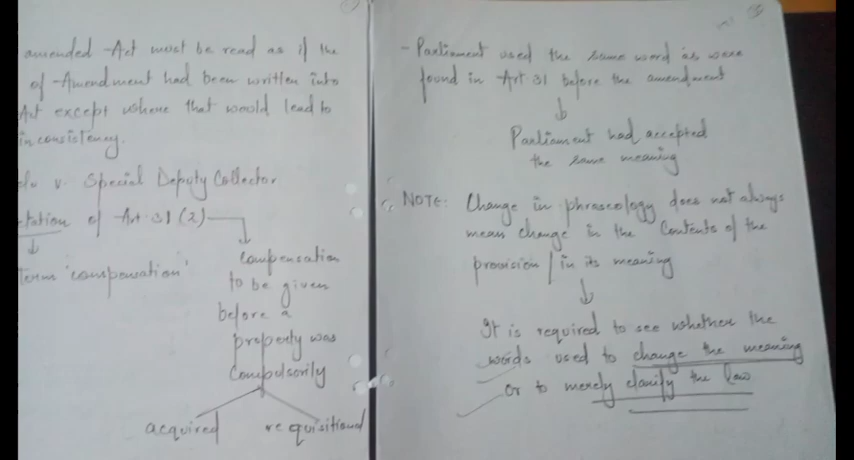 amended Act must be read as if the
of Amendment had been written into
Act except where that would lead to
inconsistency.
v. Special Deputy Collector
of Art 31 (2)
Term 'compensation'
Compensation
to be given
before a
property was
Compulsorily
acquired requisitioned
- Parliament used the same word as were
found in Art 31 before the amendment
Parliament had accepted
the same meaning
NOTE: Change in phraseology does not always
mean change in the Contents of the
provision / in its meaning
It is required to see whether the
words used to change the meaning
or to merely clarify the law